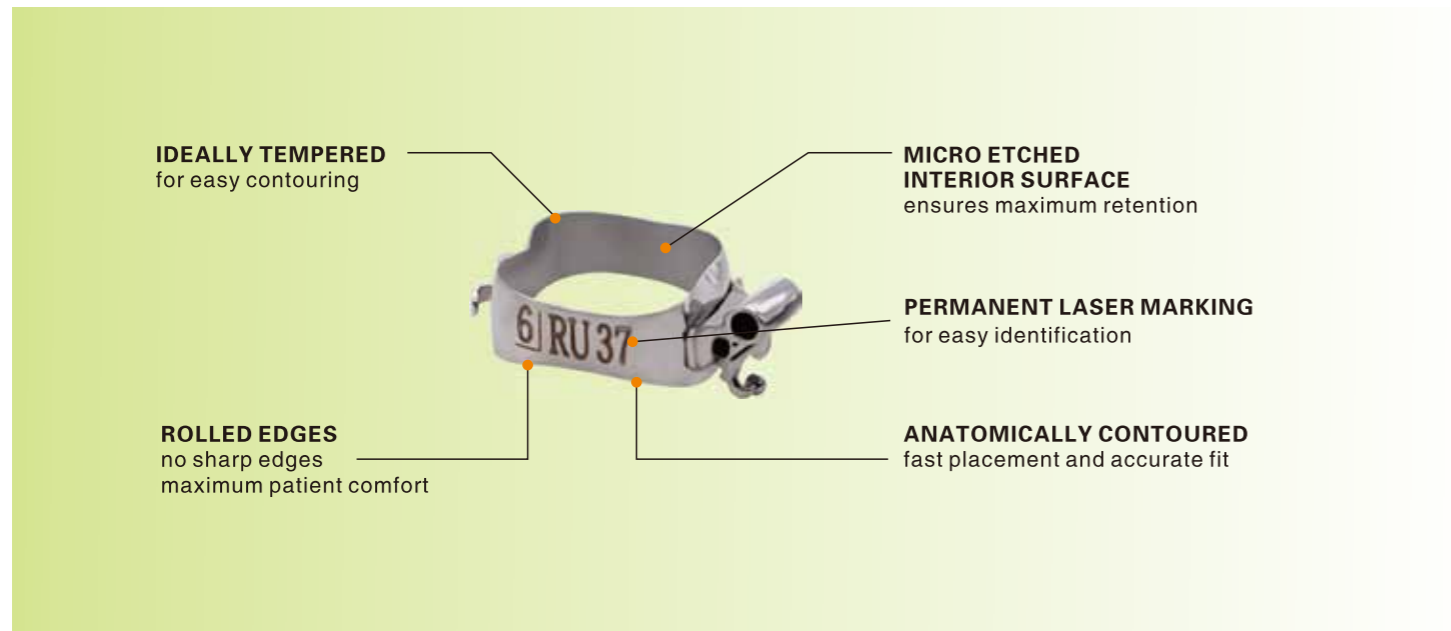 IDEALLY TEMPERED
for easy contouring
MICRO ETCHED
INTERIOR SURFACE
ensures maximum retention
PERMANENT LASER MARKING
for easy identification
6 RU 37
ROLLED EDGES
no sharp edges
maximum patient comfort
ANATOMICALLY CONTOURED
fast placement and accurate fit